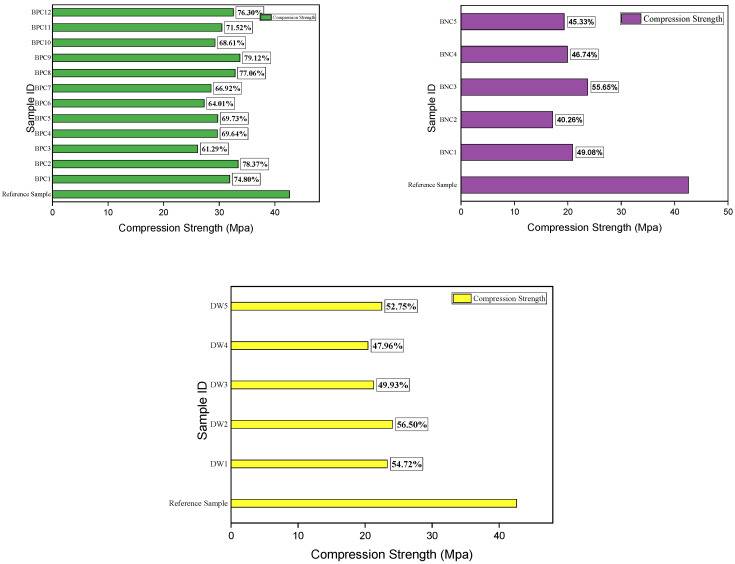 BPC12
76.30%
Compression Strength
BPC11
71.52%
BPC10
68.61%
BPC9
79.12%
BPC8
77.06%
BPC7
66.92%
BPC6
64.01%
BPC5
69.73%
BPC4
69.64%
BPC3
61.29%
BPC2
78.37%
BPC1
74.80%
Reference Sample
Sample ID
0 10 20 30 40
Compression Strength (Mpa)
Compression Strength
BNC5
45.33%
BNC4
46.74%
BNC3
55.65%
BNC2
40.26%
BNC1
49.08%
Reference Sample
Sample ID
0 10 20 30 40 50
Compression Strength (Mpa)
Compression Strength
DW5
52.75%
DW4
47.96%
DW3
49.93%
DW2
56.50%
DW1
54.72%
Reference Sample
Sample ID
0 10 20 30 40
Compression Strength (Mpa)